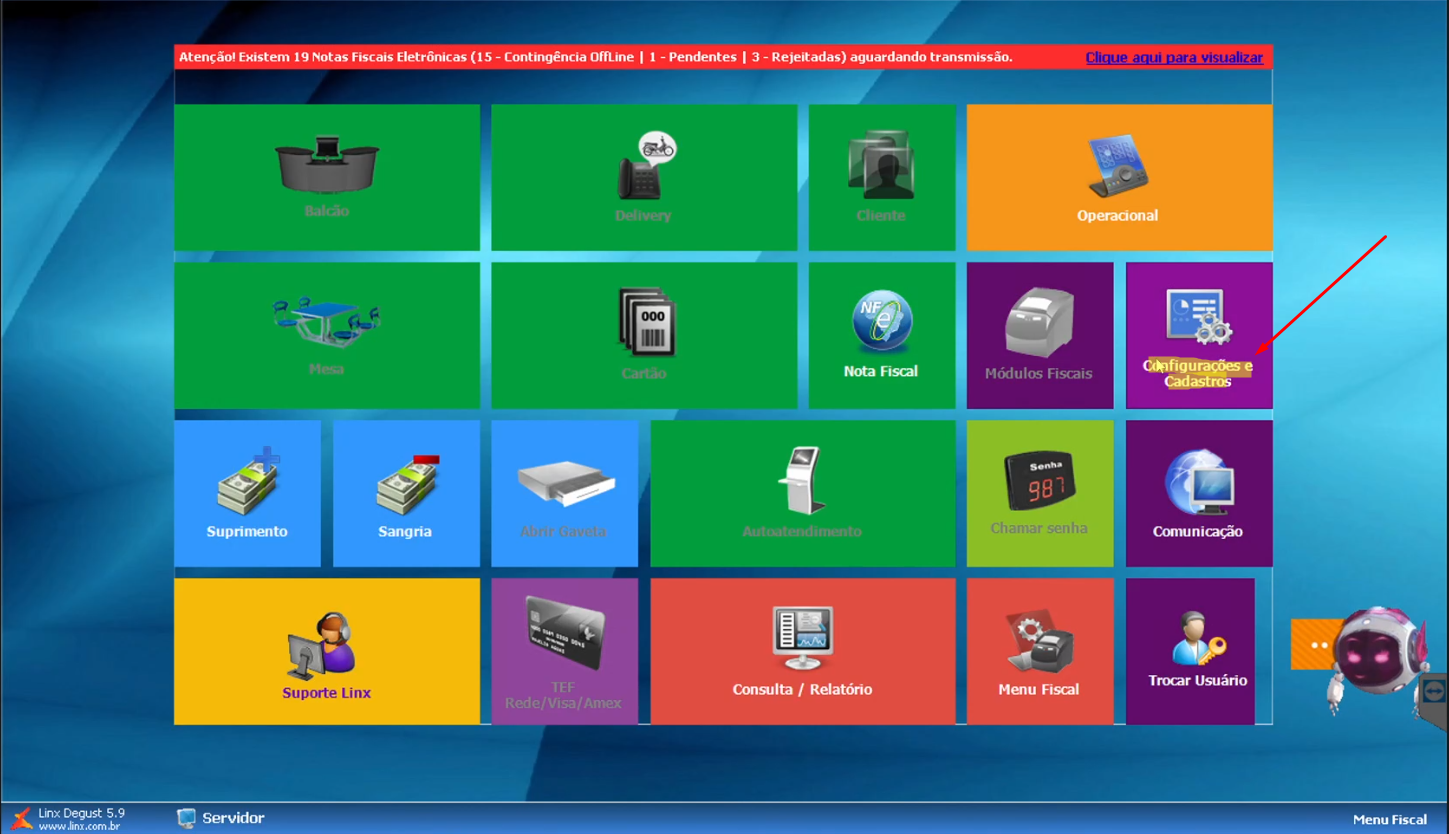 Atenção! Existem 19 Notas Fiscais Eletrônicas (15 - Contingência OffLine | 1 - Pendentes | 3 - Rejeitadas) aguardando transmissão. Clique aqui para visualizar
Balcão
Delivery
Cliente
Operacional
Mesa
Cartão
000
NFe
Nota Fiscal
Módulos Fiscais
Configurações e
Cadastros
Suprimento
Sangria
Abrir Gaveta
Autoatendimento
Senha
987
Chamar senha
Comunicação
Suporte Linx
TEF
Rede/Visa/Amex
Consulta / Relatório
Menu Fiscal
Trocar Usuário
Linx Degust 5.9
www.linx.com.br
Servidor
Menu Fiscal